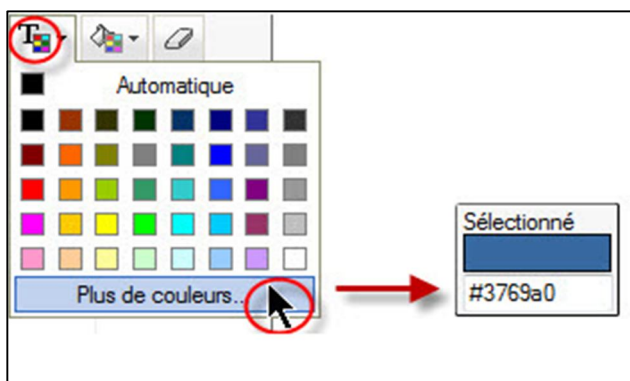 T
Automatique
Plus de couleurs...
Sélectionné
#3769a0